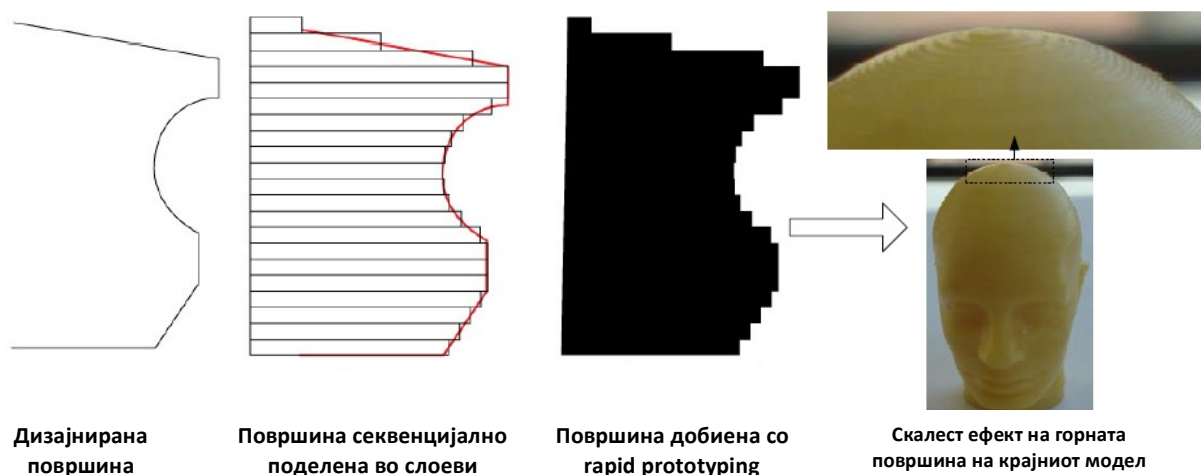 Дизајнирана
површина
Површина секвенцијално
поделена во слоеви
Површина добиена со
rapid prototyping
Скалест ефект на горната
површина на крајниот модел